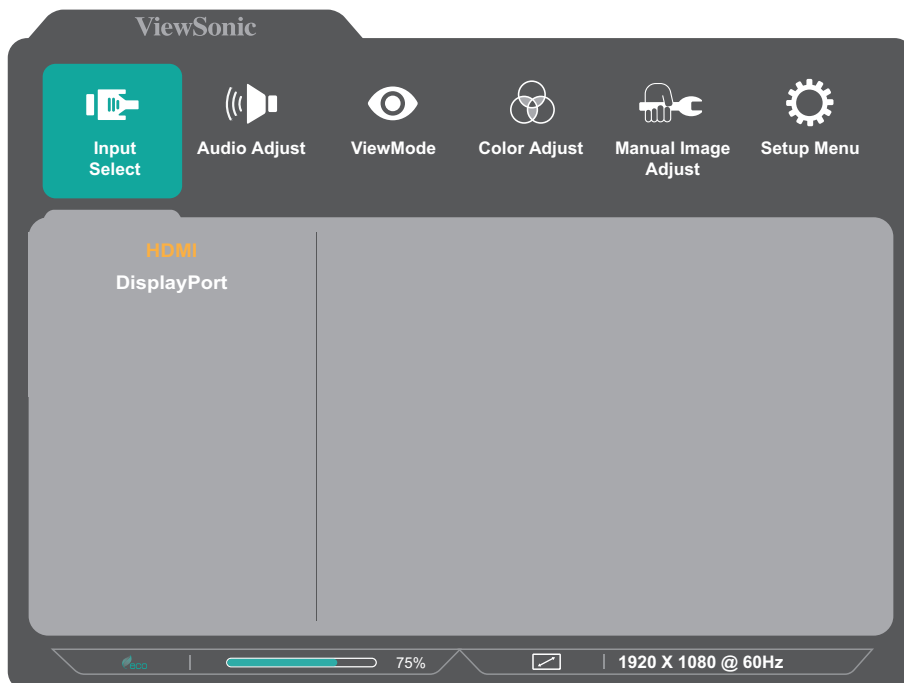 ViewSonic
Input
Select
Audio Adjust
ViewMode
Color Adjust
Manual Image
Adjust
Setup Menu
HDMI
DisplayPort
eco
75%
1920 X 1080 @ 60Hz